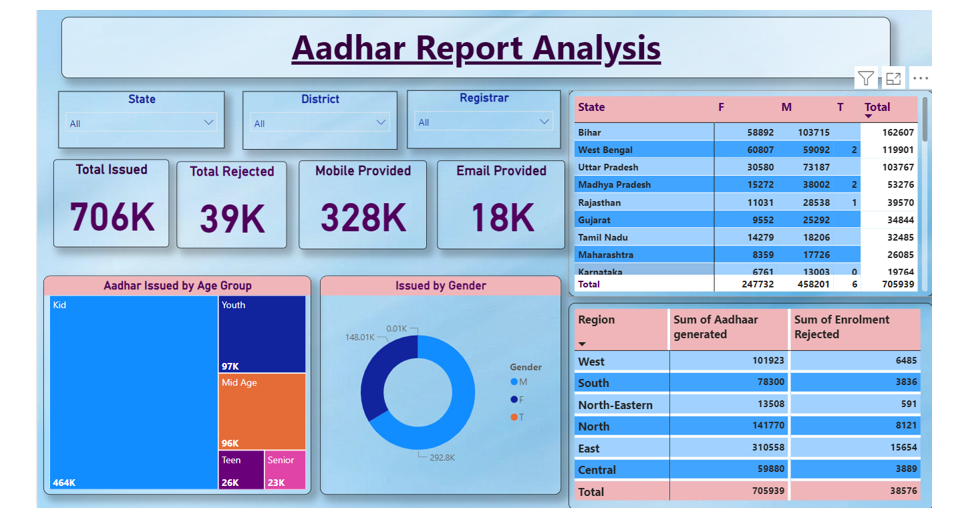 Aadhar Report Analysis
State
All
District
All
Registrar
All
Total Issued
706K
Total Rejected
39K
Mobile Provided
328K
Email Provided
18K
State F M T Total
Bihar 58892 103715 162607
West Bengal 60807 59092 2 119901
Uttar Pradesh 30580 73187 103767
Madhya Pradesh 15272 38002 2 53276
Rajasthan 11031 28538 1 39570
Gujarat 9552 25292 34844
Tamil Nadu 14279 18206 32485
Maharashtra 8359 17726 26085
Karnataka 6761 13003 0 19764
Total 247732 458201 6 705939
Aadhar Issued by Age Group
Kid
464K
Youth
97K
Mid Age
96K
Teen
26K
Senior
23K
Issued by Gender
0.01K
148.01K
292.8K
Gender
M
F
T
Region Sum of Aadhaar generated Sum of Enrolment Rejected
West 101923 6485
South 78300 3836
North-Eastern 13508 591
North 141770 8121
East 310558 15654
Central 59880 3889
Total 705939 38576